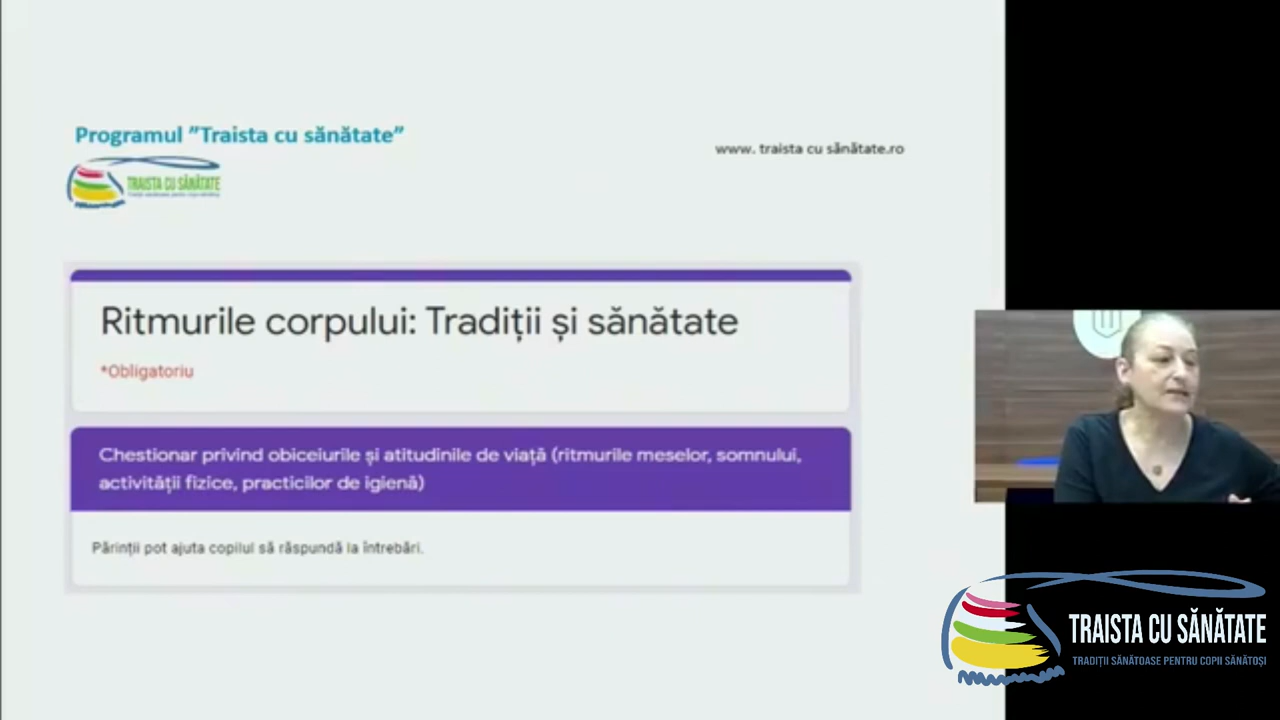 Programul ”Traista cu sănătate”
www. traista cu sănătate.ro
TRAISTA CU SĂNĂTATE
Ritmurile corpului: Tradiții și sănătate
*Obligatoriu
Chestionar privind obiceiurile și atitudinile de viață (ritmurile meselor, somnului,
activității fizice, practicilor de igienă)
Părinții pot ajuta copilul să răspundă la întrebări.
TRAISTA CU SĂNĂTATE
TRADIȚII SĂNĂTOASE PENTRU COPII SĂNĂTOȘI